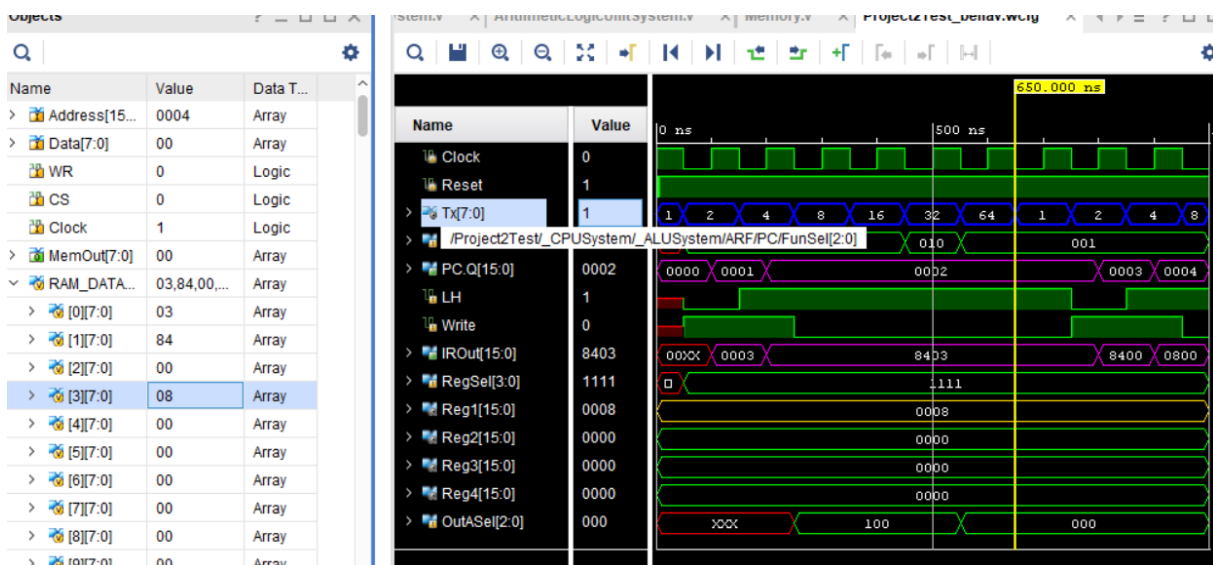 Objects
? _ □ □ X
Name Value Data T...
Address[15... 0004 Array
Data[7:0] 00 Array
WR 0 Logic
CS 0 Logic
Clock 1 Logic
MemOut[7:0] 00 Array
RAM_DATA... 03,84,00,... Array
[0][7:0] 03 Array
[1][7:0] 84 Array
[2][7:0] 00 Array
[3][7:0] 08 Array
[4][7:0] 00 Array
[5][7:0] 00 Array
[6][7:0] 00 Array
[7][7:0] 00 Array
[8][7:0] 00 Array
[9][7:0] 00 Array
ArithmeticLogicUnitSystem.v Memory.v Project2Test_behav.wcfg
650.000 ns
Name Value 0 ns 500 ns
Clock 0
Reset 1
Tx[7:0] 1 1 2 4 8 16 32 64 1 2 4 8
/Project2Test/_CPUSystem/_ALUSystem/ARF/PC/FunSel[2:0] 010 001
PC.Q[15:0] 0002 0000 0001 0002 0003 0004
LH 1
Write 0
IROut[15:0] 8403 00XX 0003 8403 8400 0800
RegSel[3:0] 1111 1111
Reg1[15:0] 0008 0008
Reg2[15:0] 0000 0000
Reg3[15:0] 0000 0000
Reg4[15:0] 0000 0000
OutASel[2:0] 000 XXX 100 000